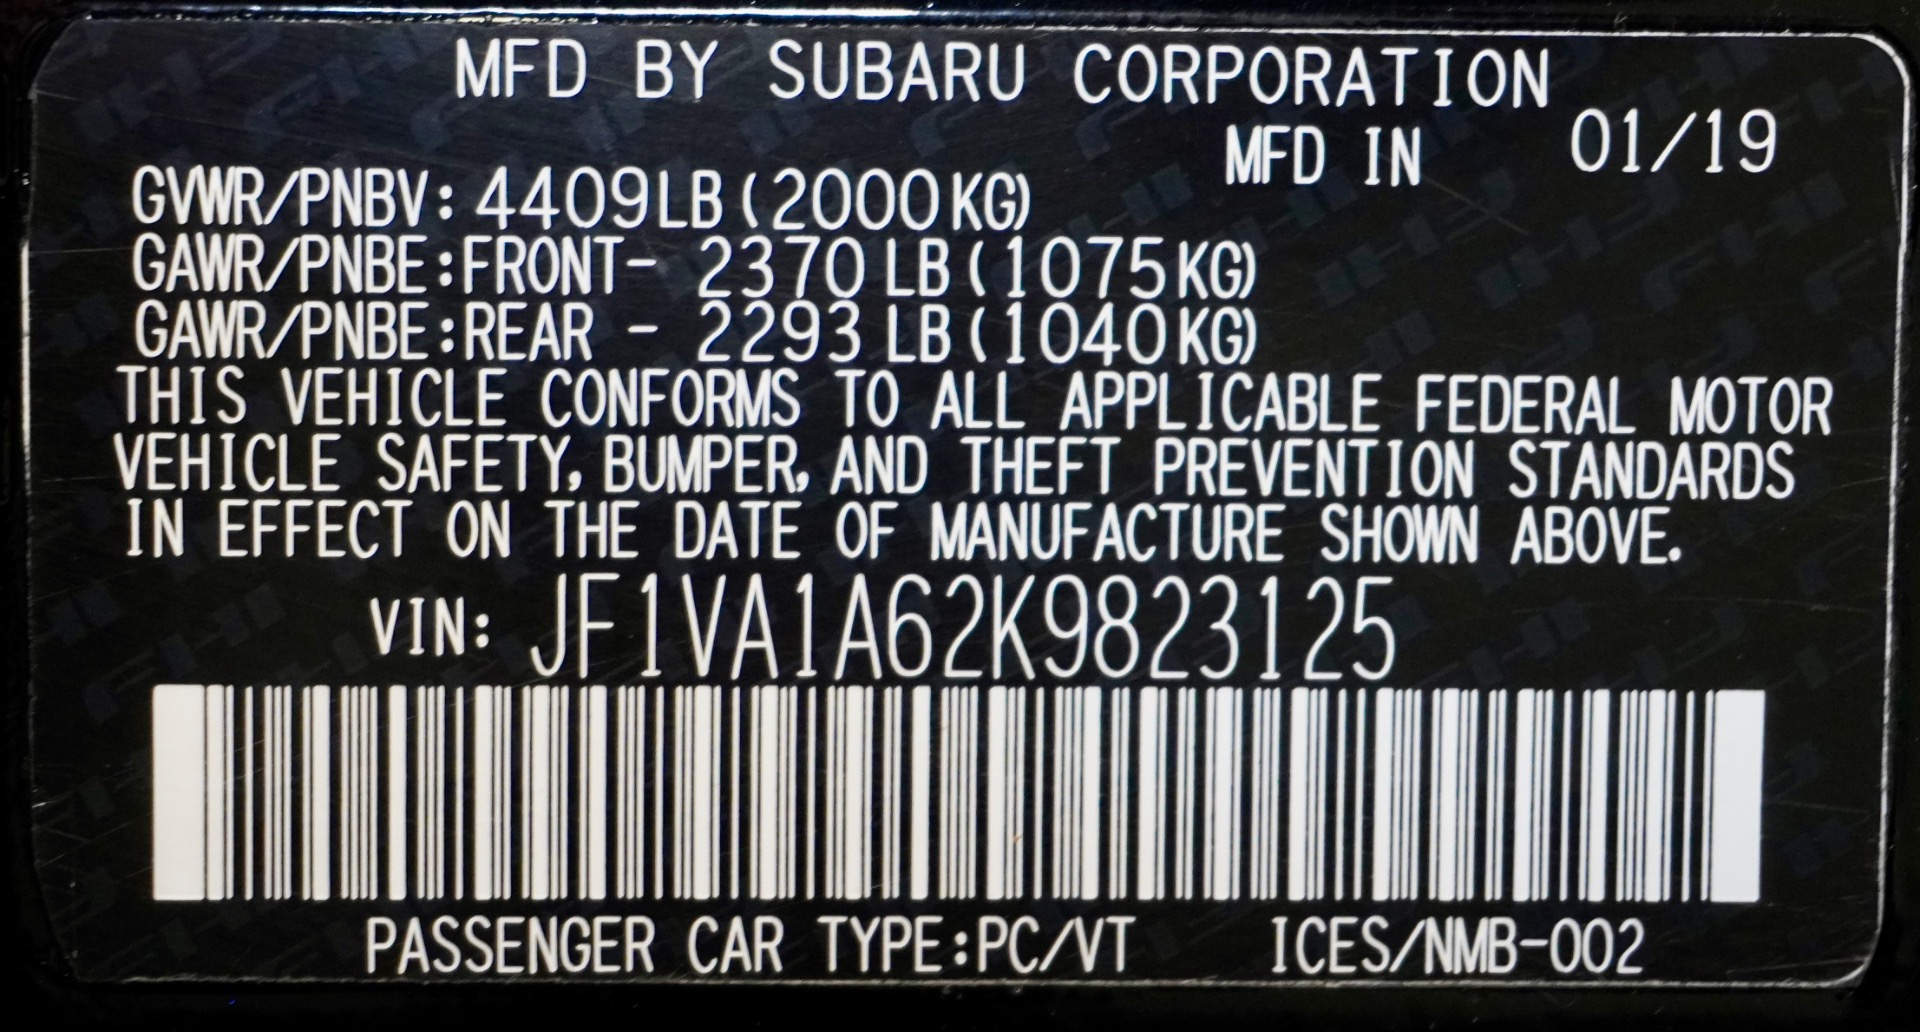 MFD BY SUBARU CORPORATION
MFD IN 01/19
GVWR/PNBV: 4409LB (2000KG)
GAWR/PNBE:FRONT- 2370 LB (1075KG)
GAWR/PNBE:REAR - 2293 LB (1040KG)
THIS VEHICLE CONFORMS TO ALL APPLICABLE FEDERAL MOTOR
VEHICLE SAFETY, BUMPER, AND THEFT PREVENTION STANDARDS
IN EFFECT ON THE DATE OF MANUFACTURE SHOWN ABOVE.
VIN: JF1VA1A62K9823125
PASSENGER CAR TYPE:PC/VT ICES/NMB-002